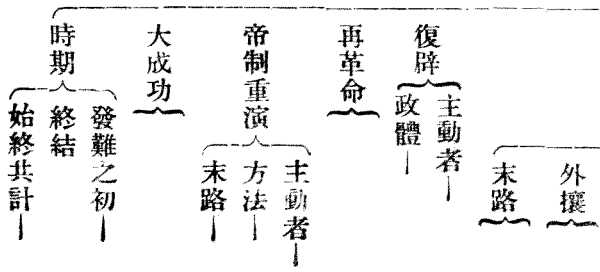 外攘
末路
復辟
主動者
政體
再革命
帝制重演
主動者
方法
末路
大成功
時期
發難之初
終結
始終共計